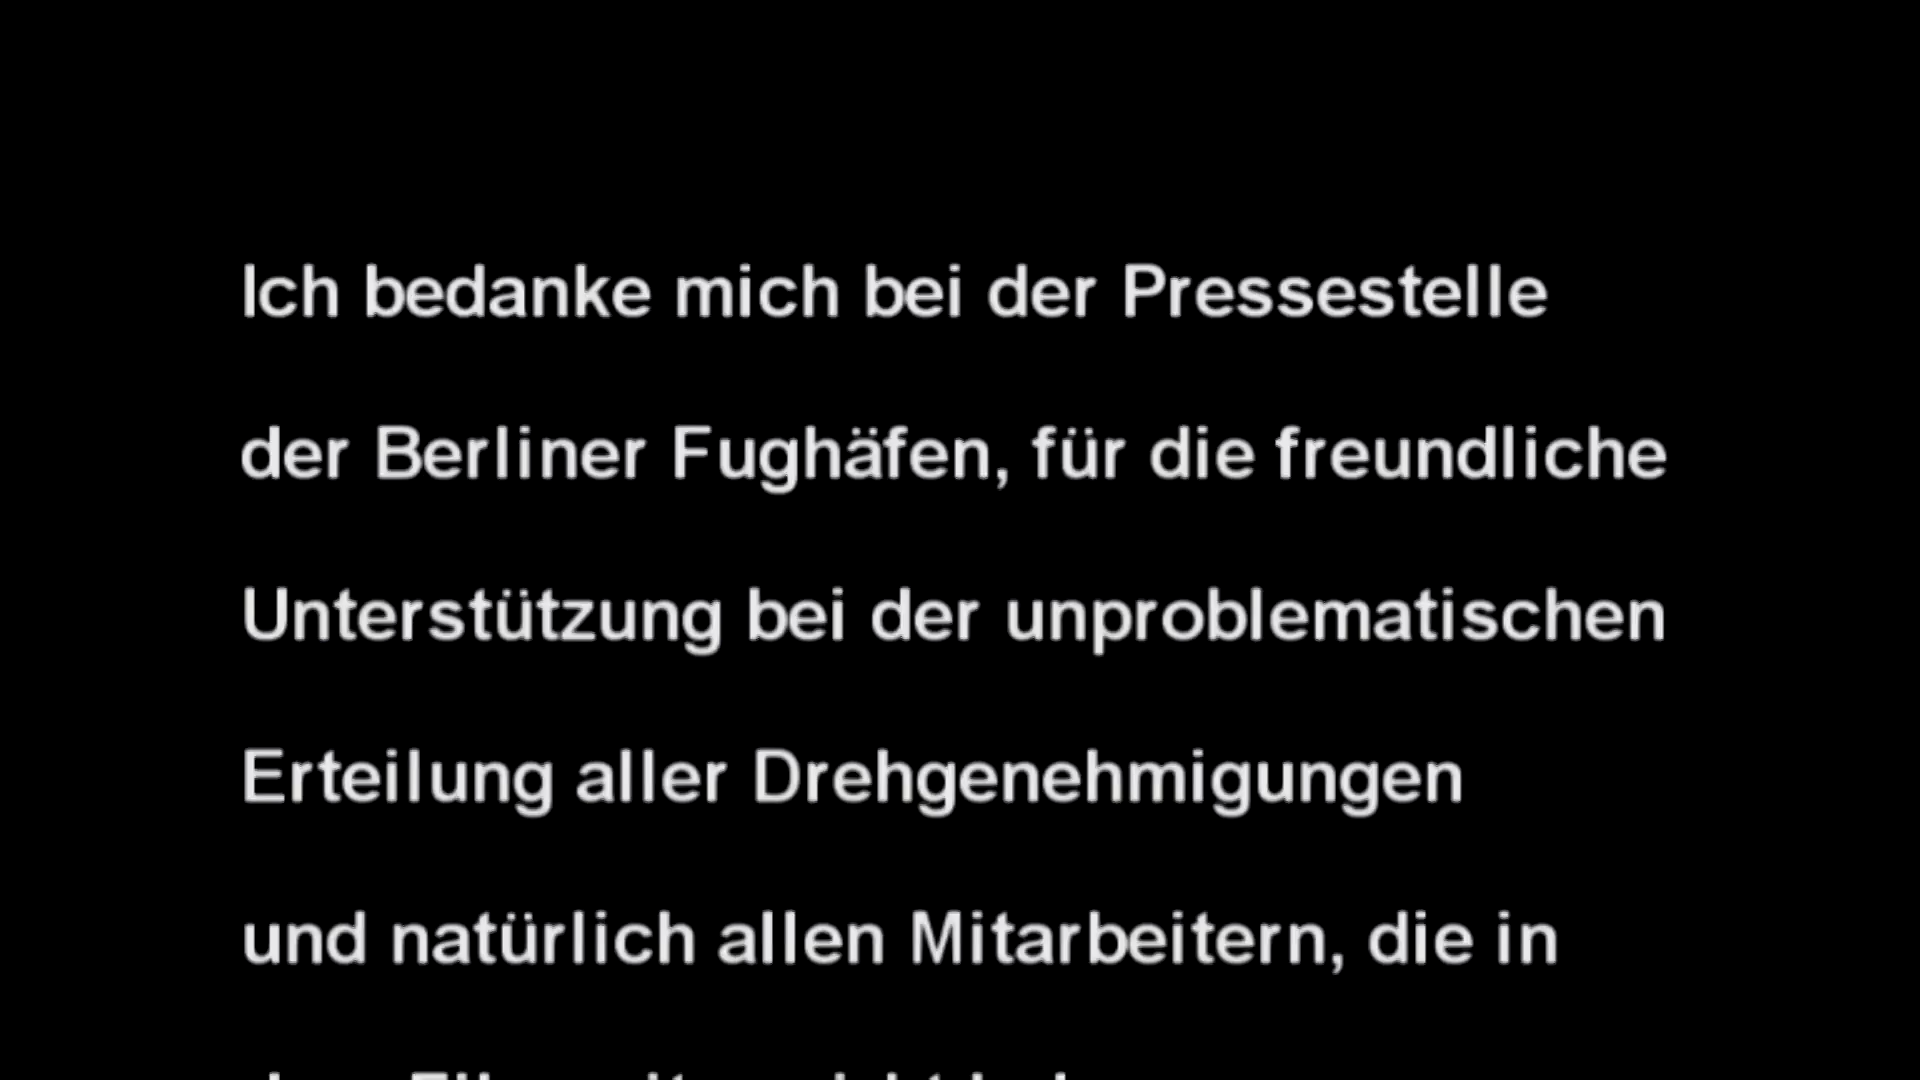 Ich bedanke mich bei der Pressestelle
der Berliner Fughäfen, für die freundliche
Unterstützung bei der unproblematischen
Erteilung aller Drehgenehmigungen
und natürlich allen Mitarbeitern, die in